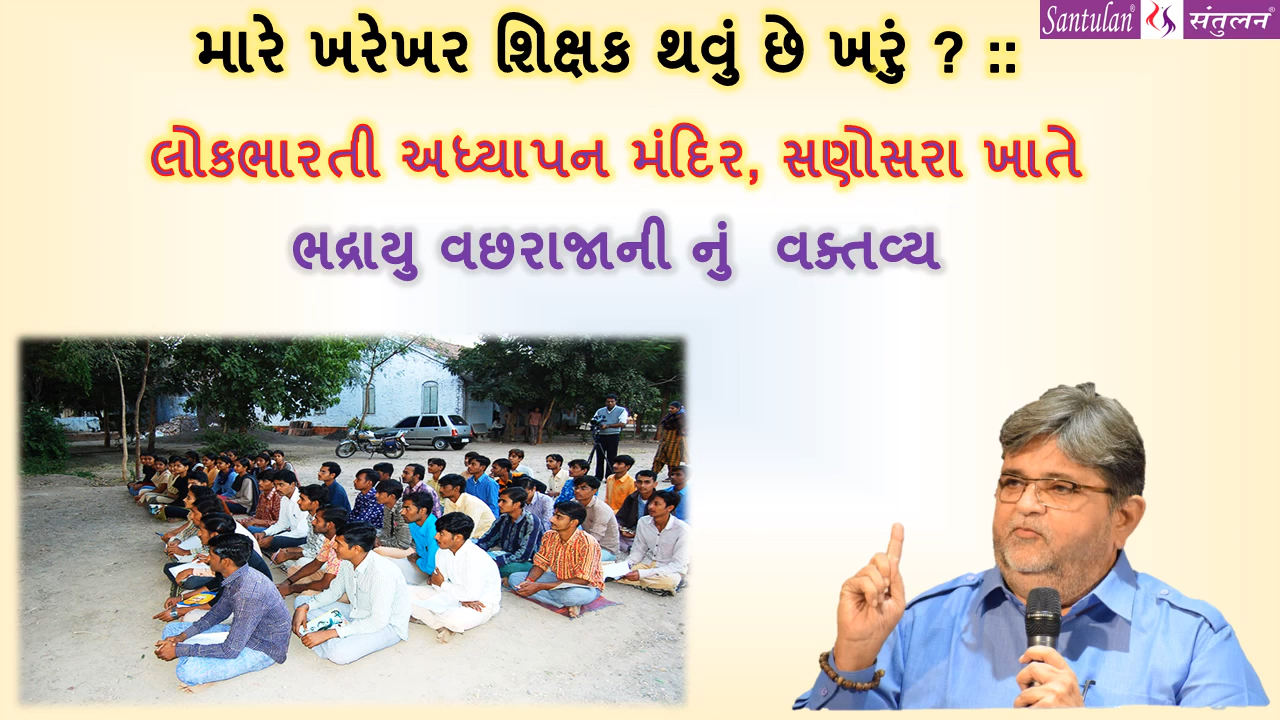 Santulan® સંતુલન®
મારે ખરેખર શિક્ષક થવું છે ખરું ? ::
લોકભારતી અધ્યાપન મંદિર, સણોસરા ખાતે
ભદ્રાયુ વછરાજાની નું વક્તવ્ય